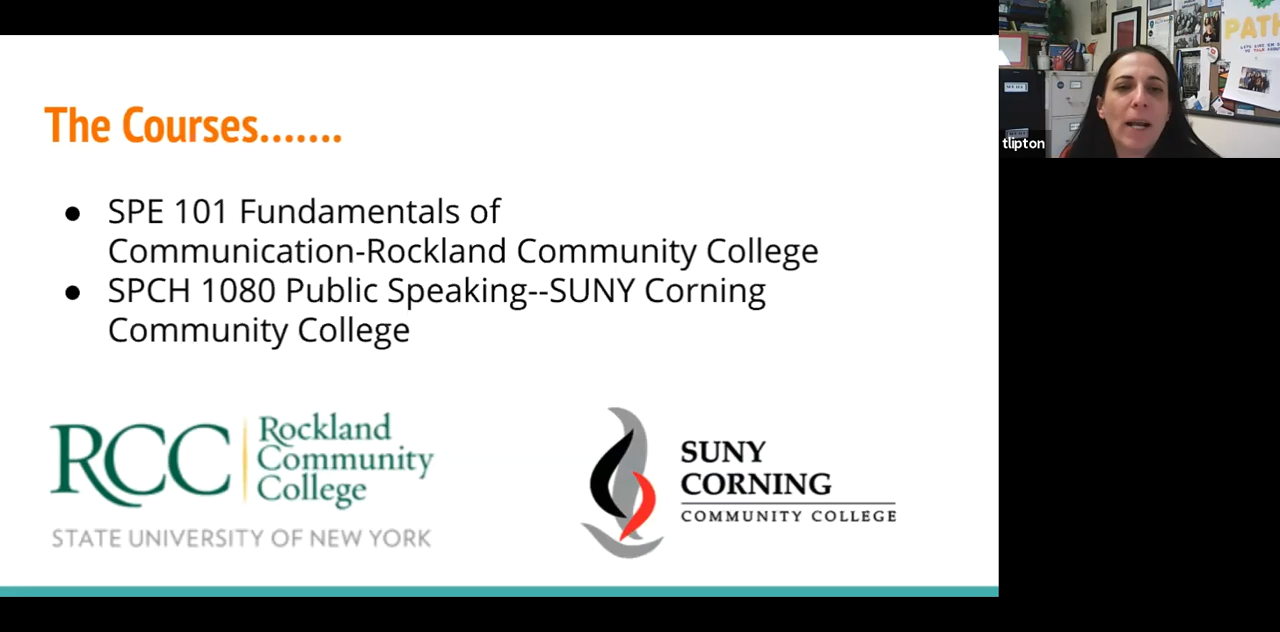 The Courses.......
● SPE 101 Fundamentals of
Communication-Rockland Community College
● SPCH 1080 Public Speaking--SUNY Corning
Community College
RCC
Rockland
Community
College
STATE UNIVERSITY OF NEW YORK
SUNY
CORNING
COMMUNITY COLLEGE
tlipton